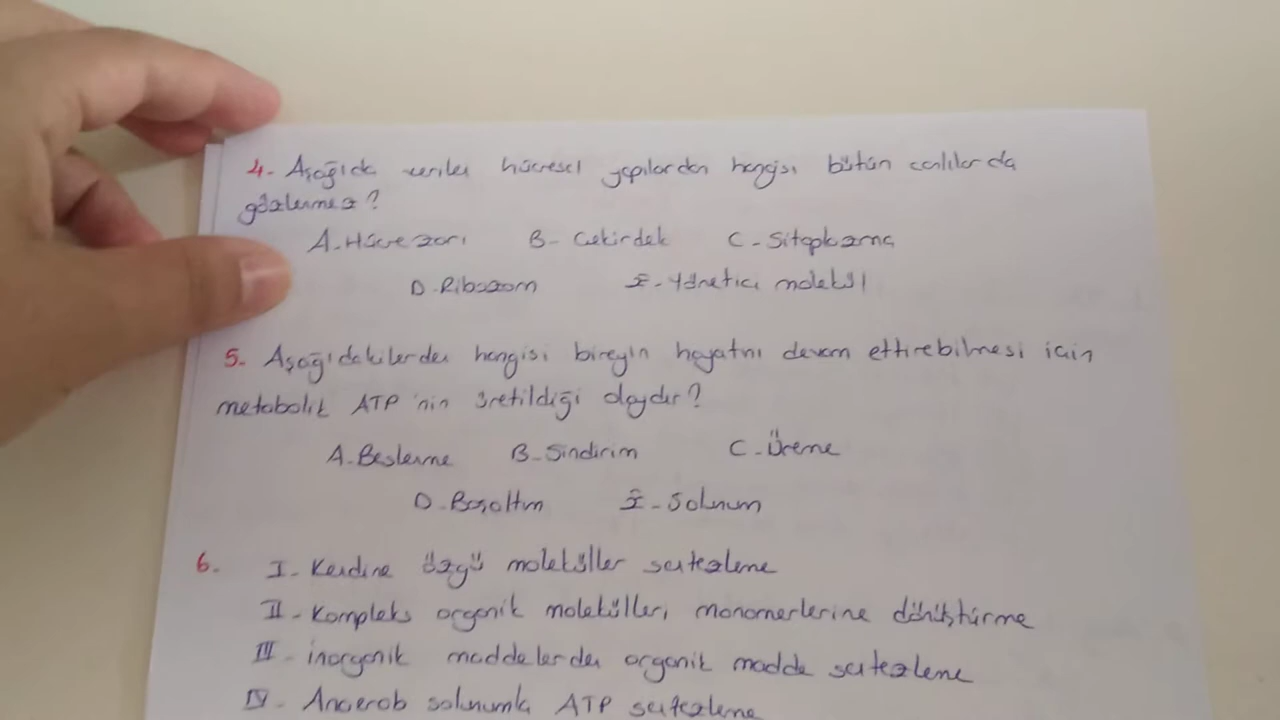 4. Aşağıda verilen hücresel yapılardan hangisi bütün canlılarda
gözlenmez?
A. Hücre zarı B- Çekirdek C- Sitoplazma
D. Ribozom E- Yönetici molekül
5. Aşağıdakilerden hangisi bireyin hayatını devam ettirebilmesi için
metabolik ATP'nin üretildiği olaydır?
A. Beslenme B- Sindirim C- Üreme
D. Boşaltım E- Solunum
6. I- Kendine özgü moleküller sentezleme
II- Kompleks organik molekülleri monomerlerine dönüştürme
III- inorganik maddelerden organik madde sentezleme
IV- Anaerob solunumla ATP sentezleme